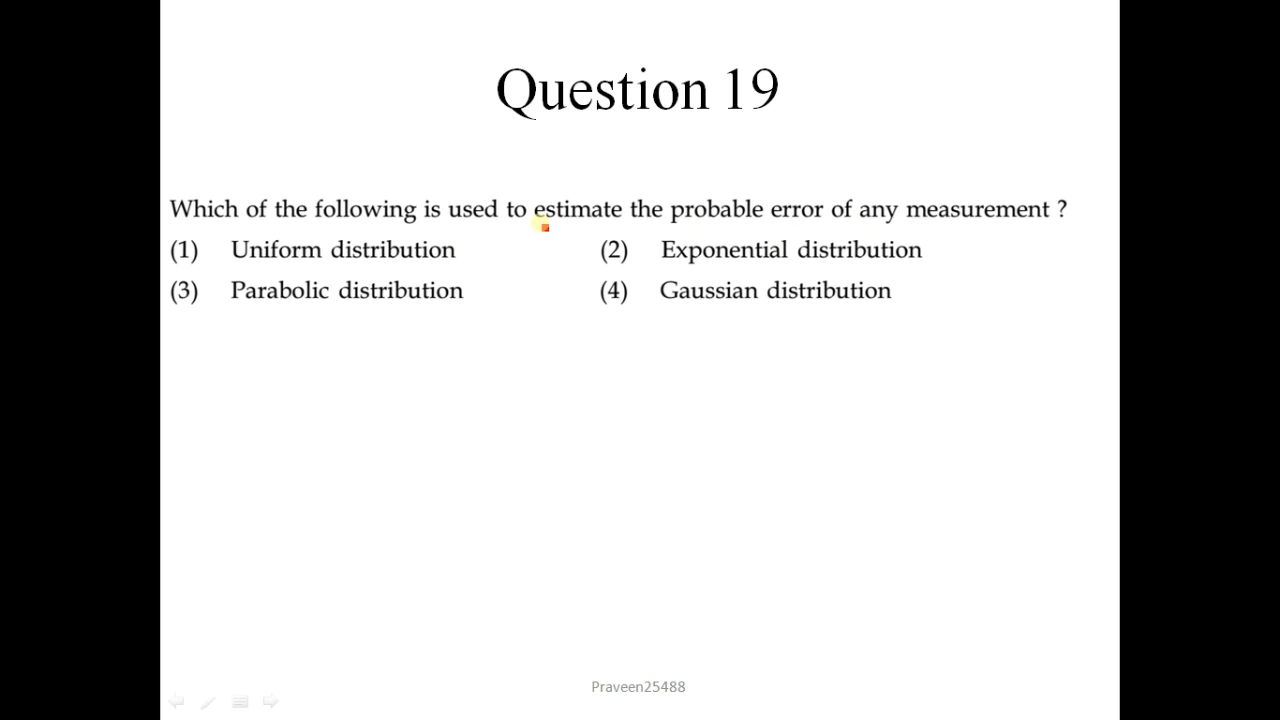 Question 19
Which of the following is used to estimate the probable error of any measurement ?
(1) Uniform distribution (2) Exponential distribution
(3) Parabolic distribution (4) Gaussian distribution
Praveen25488